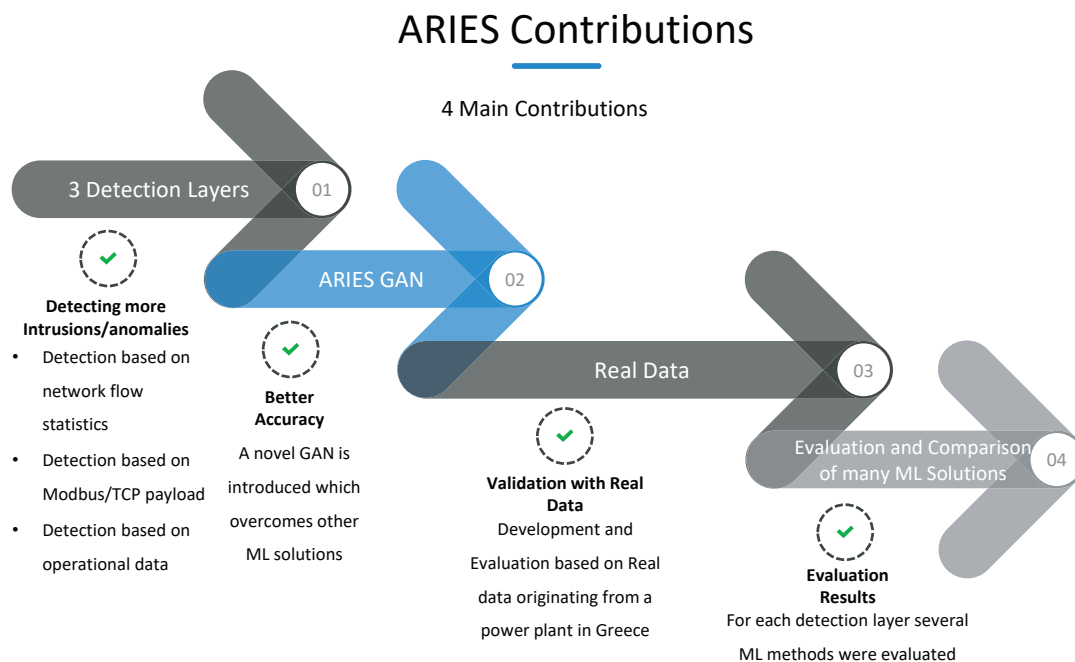 ARIES Contributions
4 Main Contributions
3 Detection Layers
01
Detecting more
Intrusions/anomalies
• Detection based on
network flow
statistics
• Detection based on
Modbus/TCP payload
• Detection based on
operational data
ARIES GAN
02
Better
Accuracy
A novel GAN is
introduced which
overcomes other
ML solutions
Real Data
03
Validation with Real
Data
Development and
Evaluation based on Real
data originating from a
power plant in Greece
Evaluation and Comparison
of many ML Solutions
04
Evaluation
Results
For each detection layer several
ML methods were evaluated